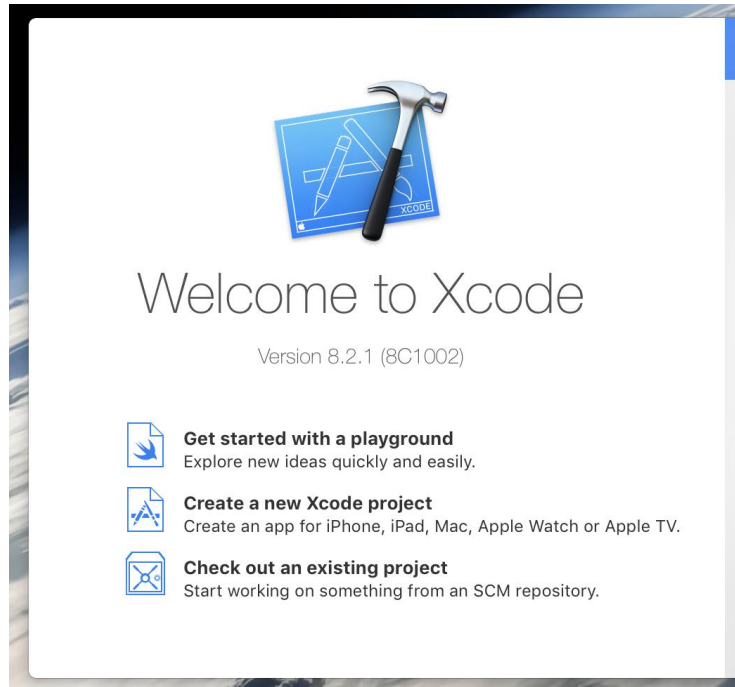 XCODE
Welcome to Xcode
Version 8.2.1 (8C1002)
Get started with a playground
Explore new ideas quickly and easily.
Create a new Xcode project
Create an app for iPhone, iPad, Mac, Apple Watch or Apple TV.
Check out an existing project
Start working on something from an SCM repository.